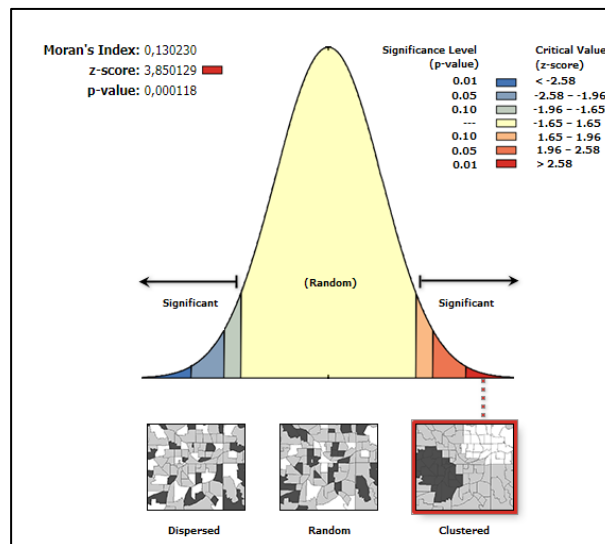 Moran's Index: 0,130230
z-score: 3,850129
p-value: 0,000118
Significance Level (p-value)
Critical Value (z-score)
0.01 < -2.58
0.05 -2.58 – -1.96
0.10 -1.96 – -1.65
--- -1.65 – 1.65
0.10 1.65 – 1.96
0.05 1.96 – 2.58
0.01 > 2.58
Significant
(Random)
Significant
Dispersed
Random
Clustered